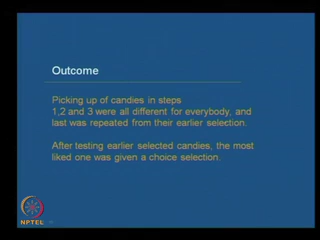 Outcome
Picking up of candies in steps
1,2 and 3 were all different for everybody, and
last was repeated from their earlier selection.
After testing earlier selected candies, the most
liked one was given a choice selection.
NPTEL